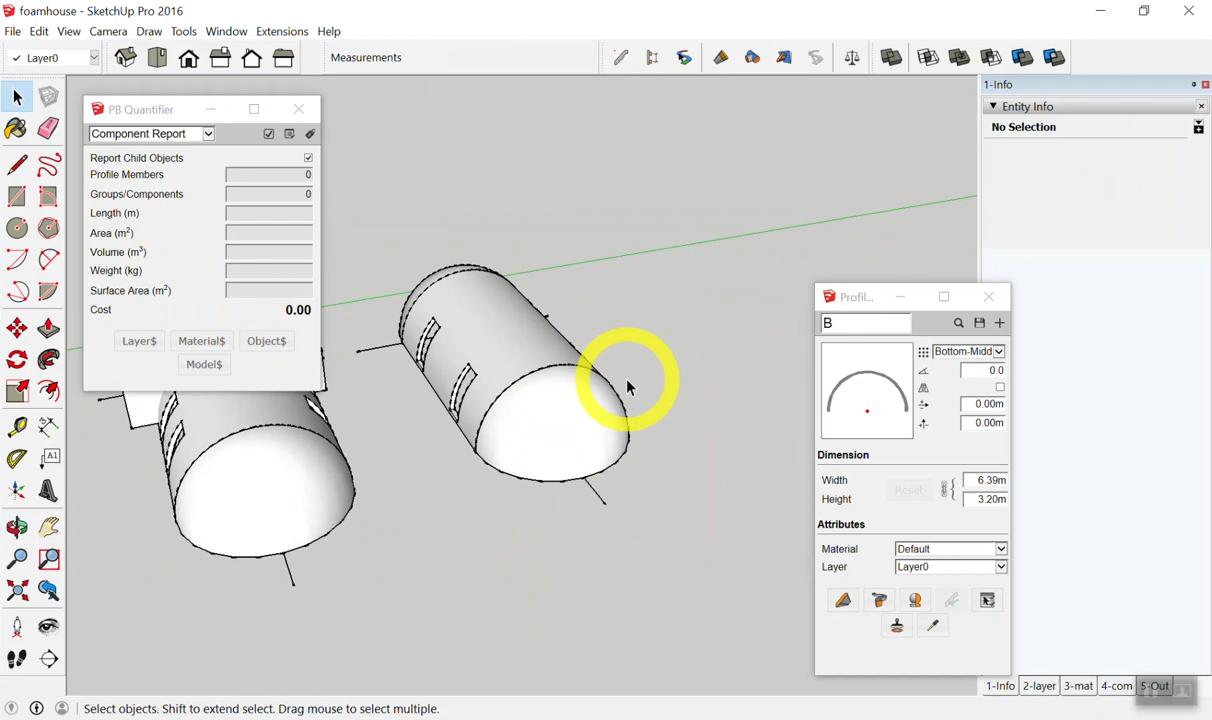 foamhouse - SketchUp Pro 2016
File Edit View Camera Draw Tools Window Extensions Help
Layer0
Measurements
1-Info
Entity Info
No Selection
PB Quantifier
Component Report
Report Child Objects
Profile Members 0
Groups/Components 0
Length (m)
Area (m²)
Volume (m³)
Weight (kg)
Surface Area (m²)
Cost 0.00
Layer$ Material$ Object$
Model$
A1
Profil...
B
Bottom-Midd
0.0
0.00m
0.00m
Dimension
Width 6.39m
Reset
Height 3.20m
Attributes
Material Default
Layer Layer0
1-Info 2-layer 3-mat 4-com 5-Out
Select objects. Shift to extend select. Drag mouse to select multiple.